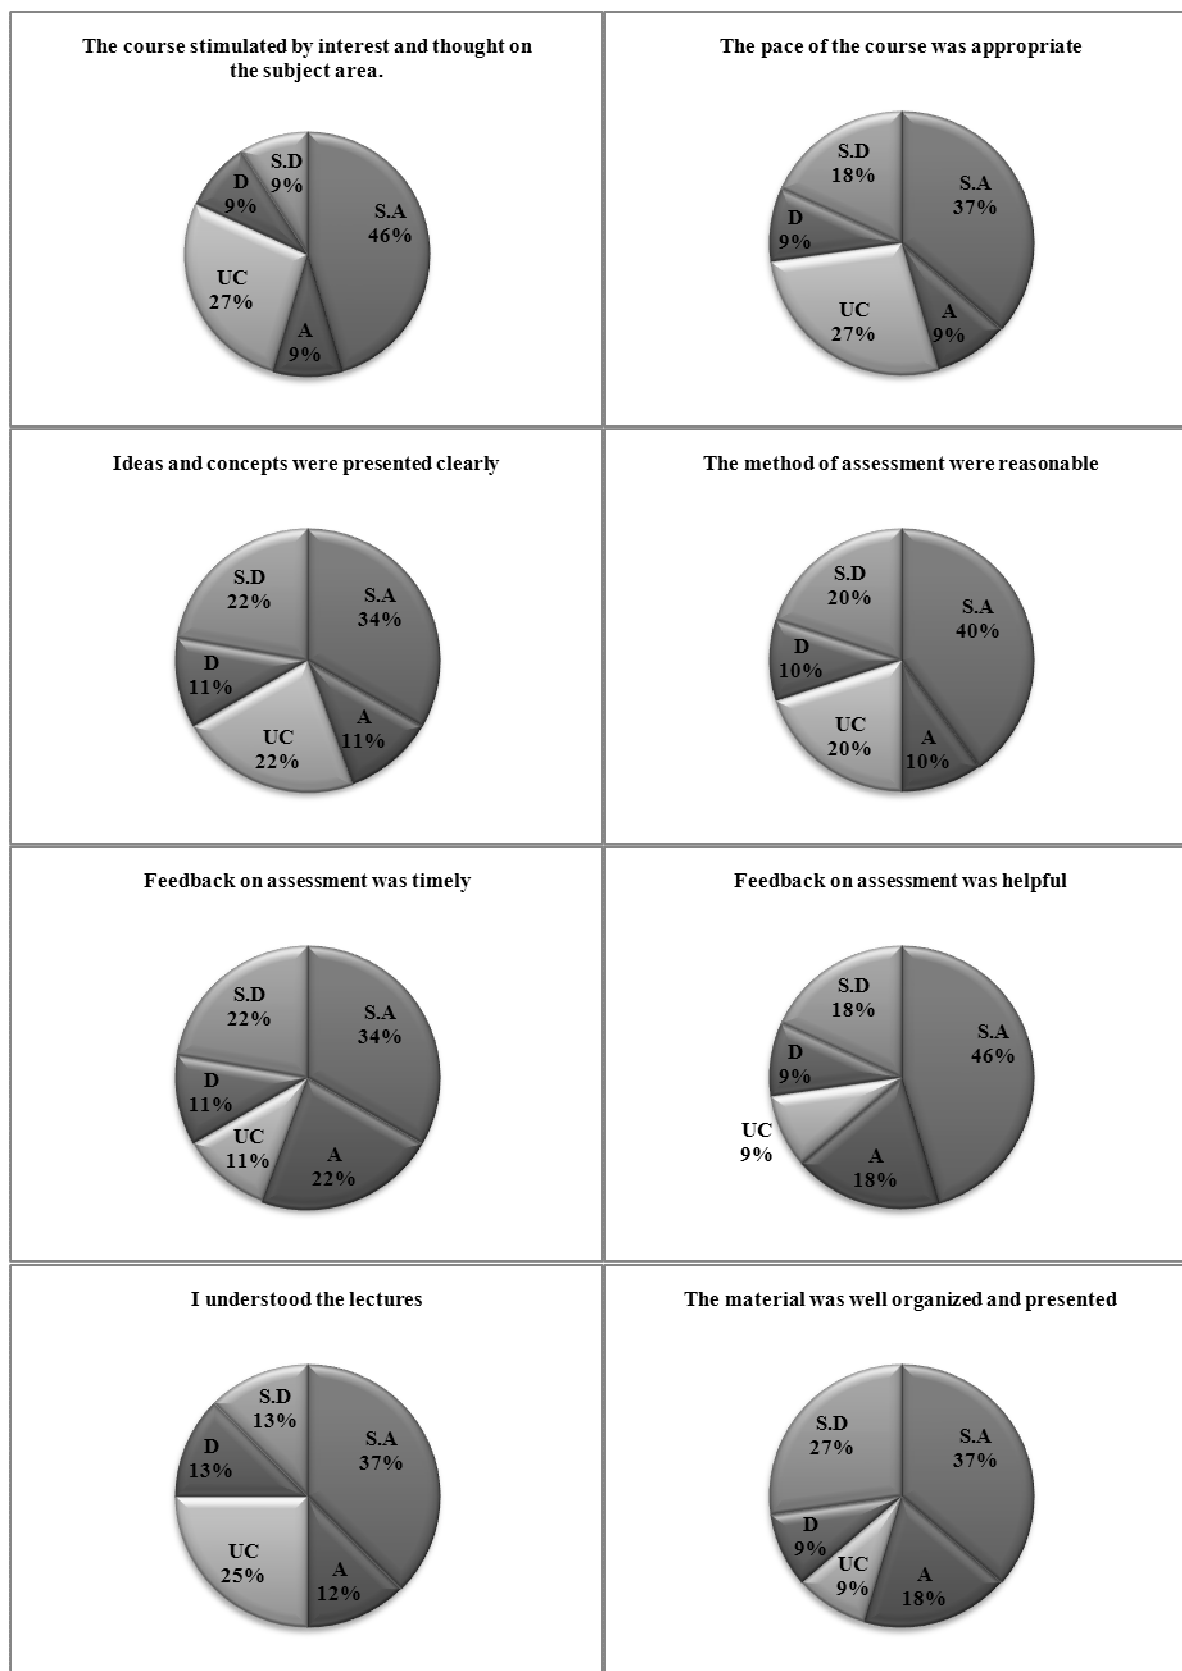 The course stimulated by interest and thought on
the subject area.
S.D
9%
D
9%
S.A
46%
UC
27%
A
9%
The pace of the course was appropriate
S.D
18%
S.A
37%
D
9%
UC
27%
A
9%
Ideas and concepts were presented clearly
S.D
22%
S.A
34%
D
11%
A
11%
UC
22%
The method of assessment were reasonable
S.D
20%
S.A
40%
D
10%
UC
20%
A
10%
Feedback on assessment was timely
S.D
22%
S.A
34%
D
11%
UC
11%
A
22%
Feedback on assessment was helpful
S.D
18%
S.A
46%
D
9%
UC
9%
A
18%
I understood the lectures
S.D
13%
S.A
37%
D
13%
UC
25%
A
12%
The material was well organized and presented
S.D
27%
S.A
37%
D
9%
UC
9%
A
18%